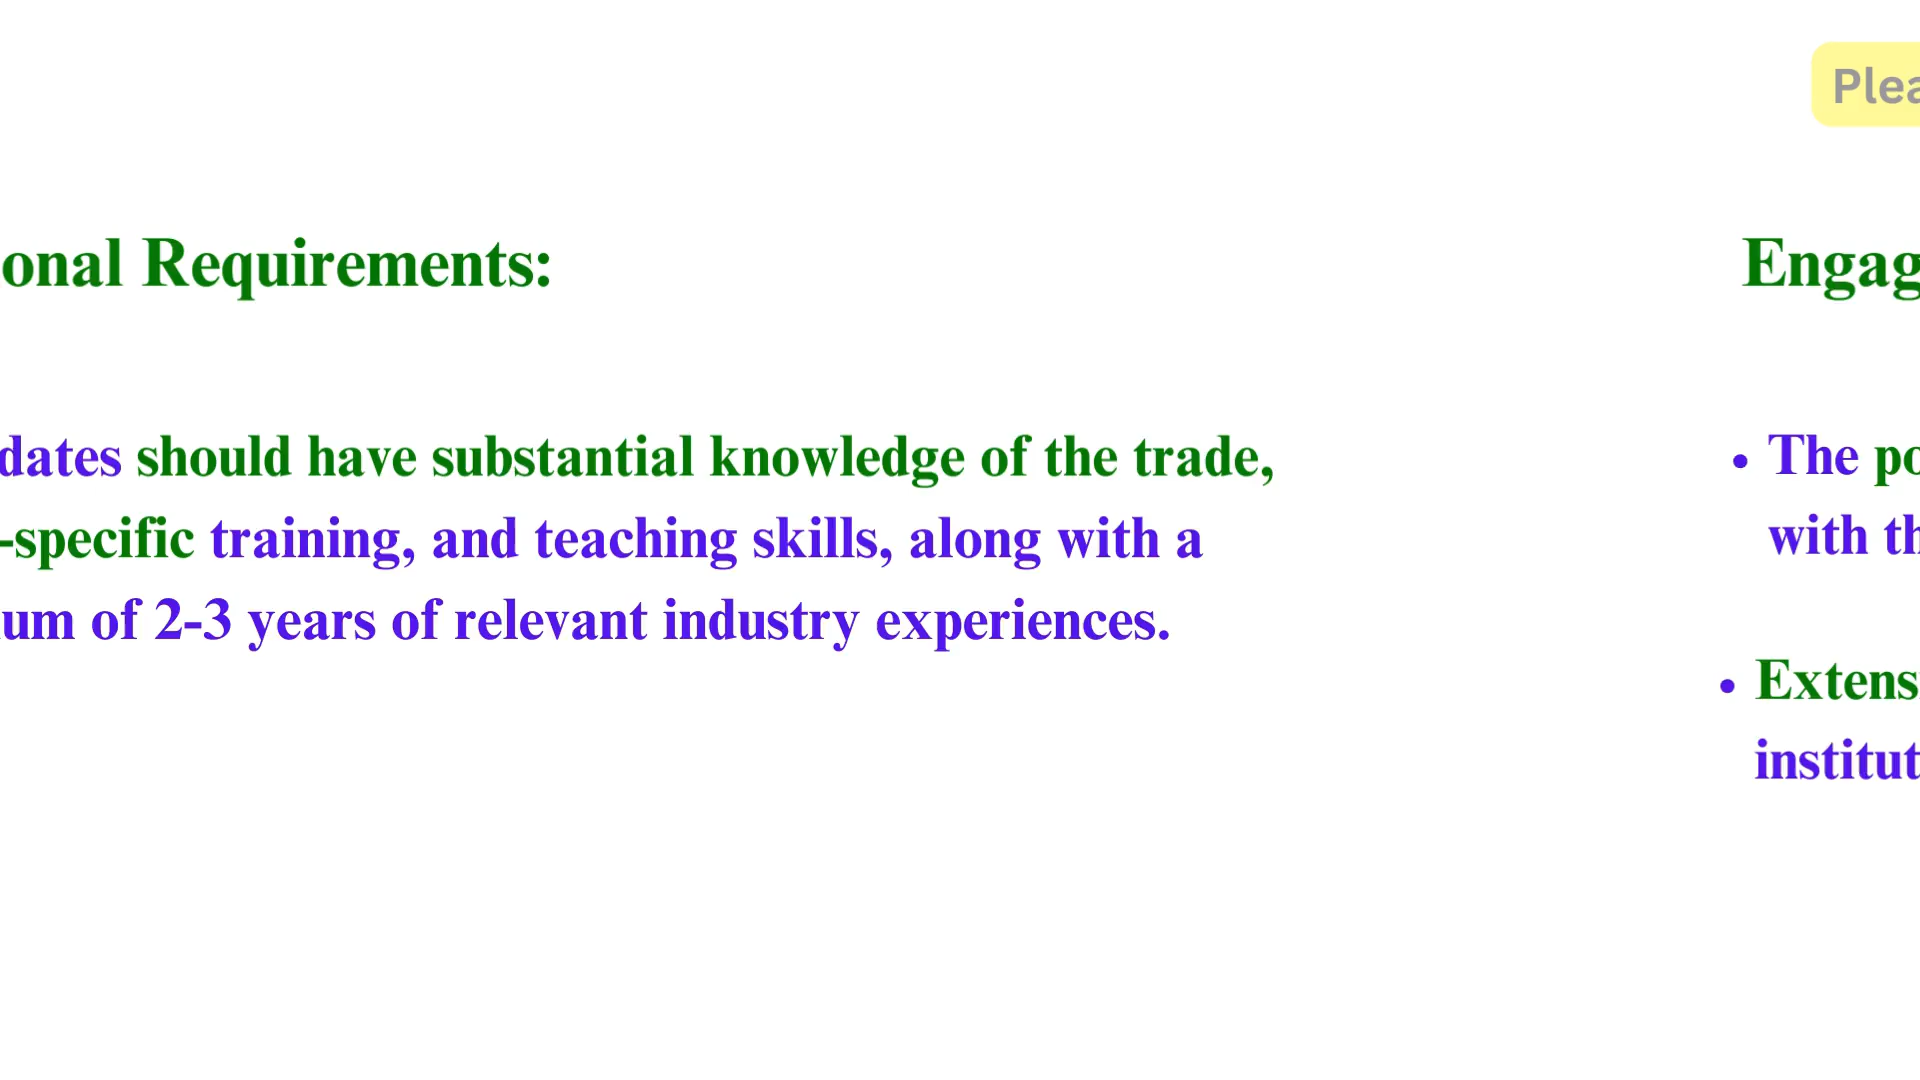 onal Requirements:
dates should have substantial knowledge of the trade,
-specific training, and teaching skills, along with a
um of 2-3 years of relevant industry experiences.
Plea
Engag
• The po
with th
• Extens
institut